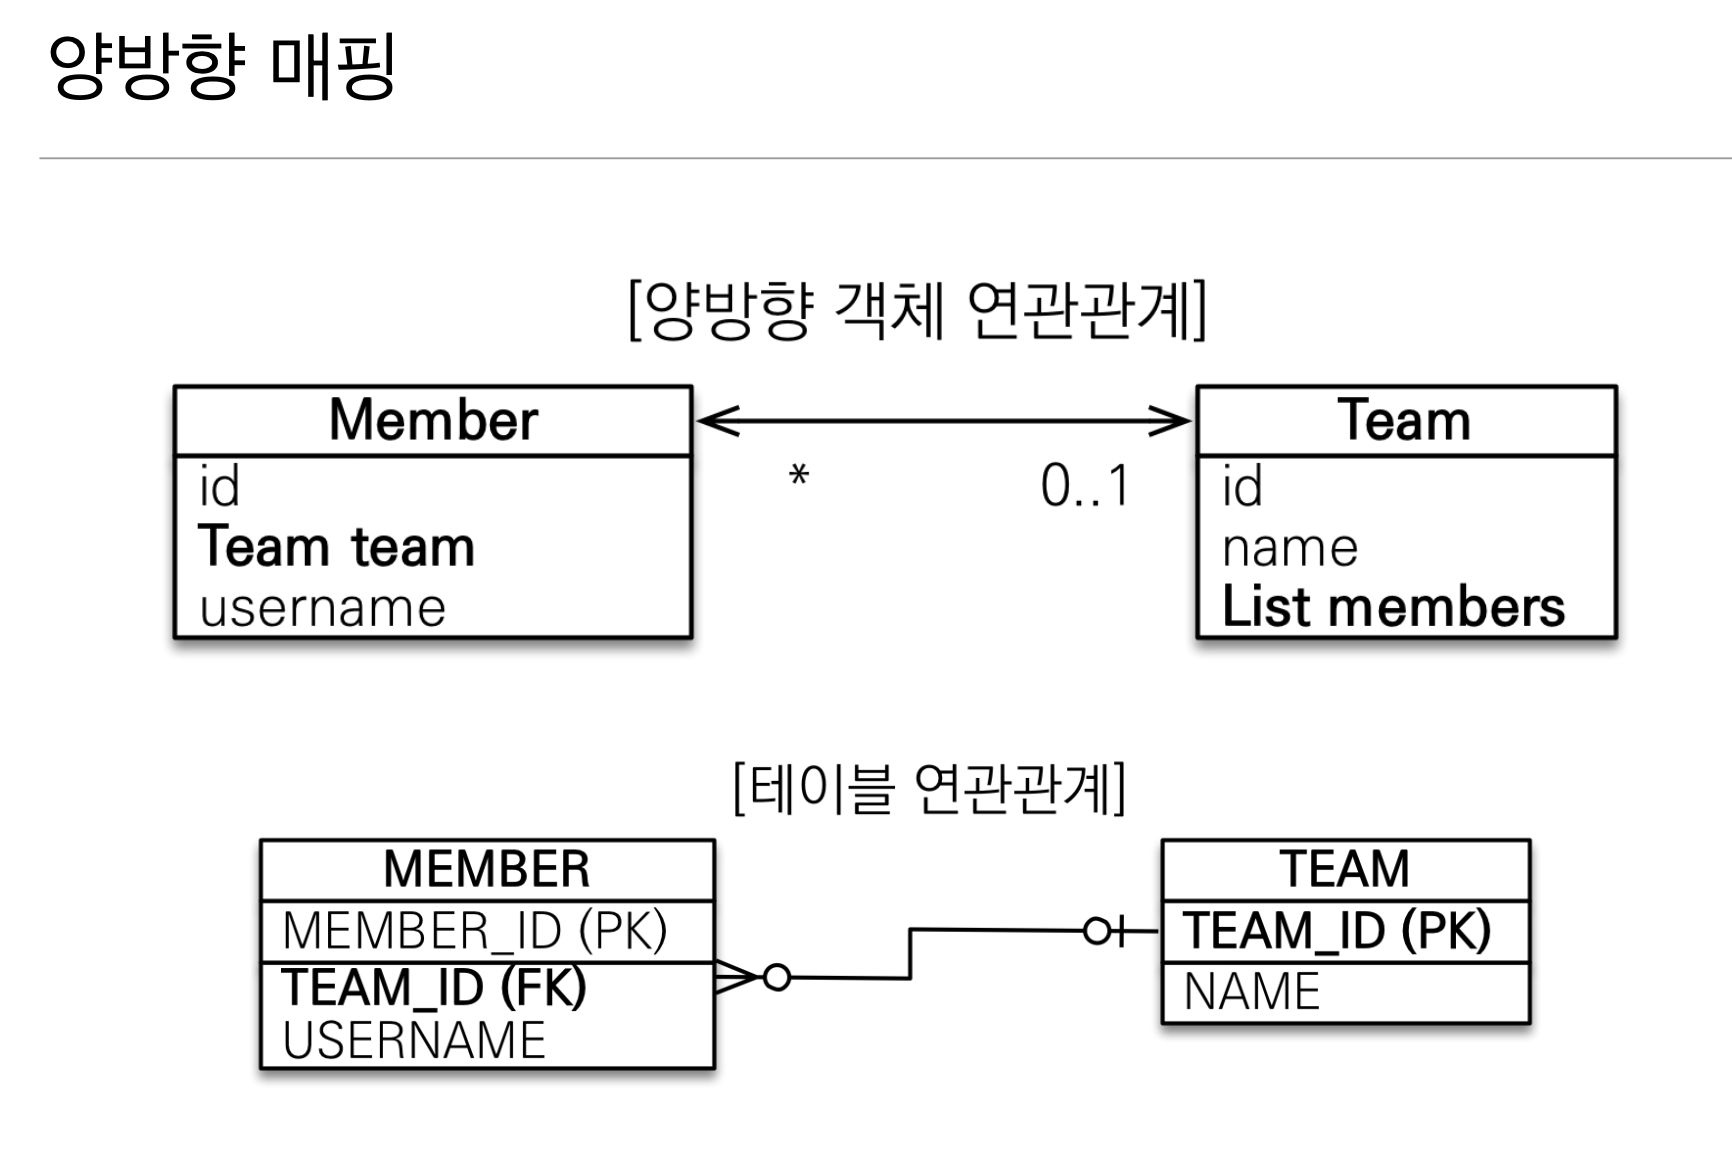 양방향 매핑
[양방향 객체 연관관계]
Member
id
Team team
username
*
0..1
Team
id
name
List members
[테이블 연관관계]
MEMBER
MEMBER_ID (PK)
TEAM_ID (FK)
USERNAME
TEAM
TEAM_ID (PK)
NAME